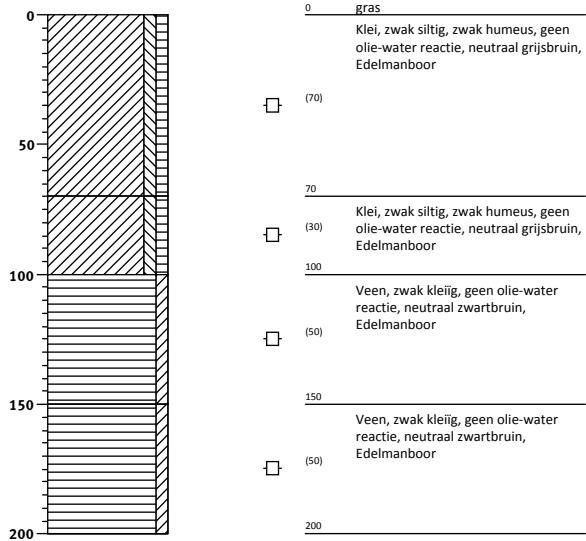 0
50
100
150
200
0 gras
Klei, zwak siltig, zwak humeus, geen
olie-water reactie, neutraal grijsbruin,
Edelmanboor
(70)
70
Klei, zwak siltig, zwak humeus, geen
olie-water reactie, neutraal grijsbruin,
Edelmanboor
(30)
100
Veen, zwak kleiïg, geen olie-water
reactie, neutraal zwartbruin,
Edelmanboor
(50)
150
Veen, zwak kleiïg, geen olie-water
reactie, neutraal zwartbruin,
Edelmanboor
(50)
200